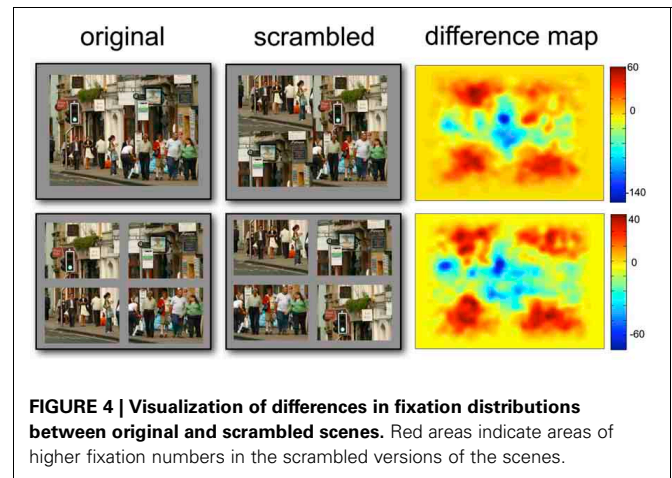 original scrambled difference map
60
0
-140
40
0
-60
FIGURE 4 | Visualization of differences in fixation distributions
between original and scrambled scenes. Red areas indicate areas of
higher fixation numbers in the scrambled versions of the scenes.